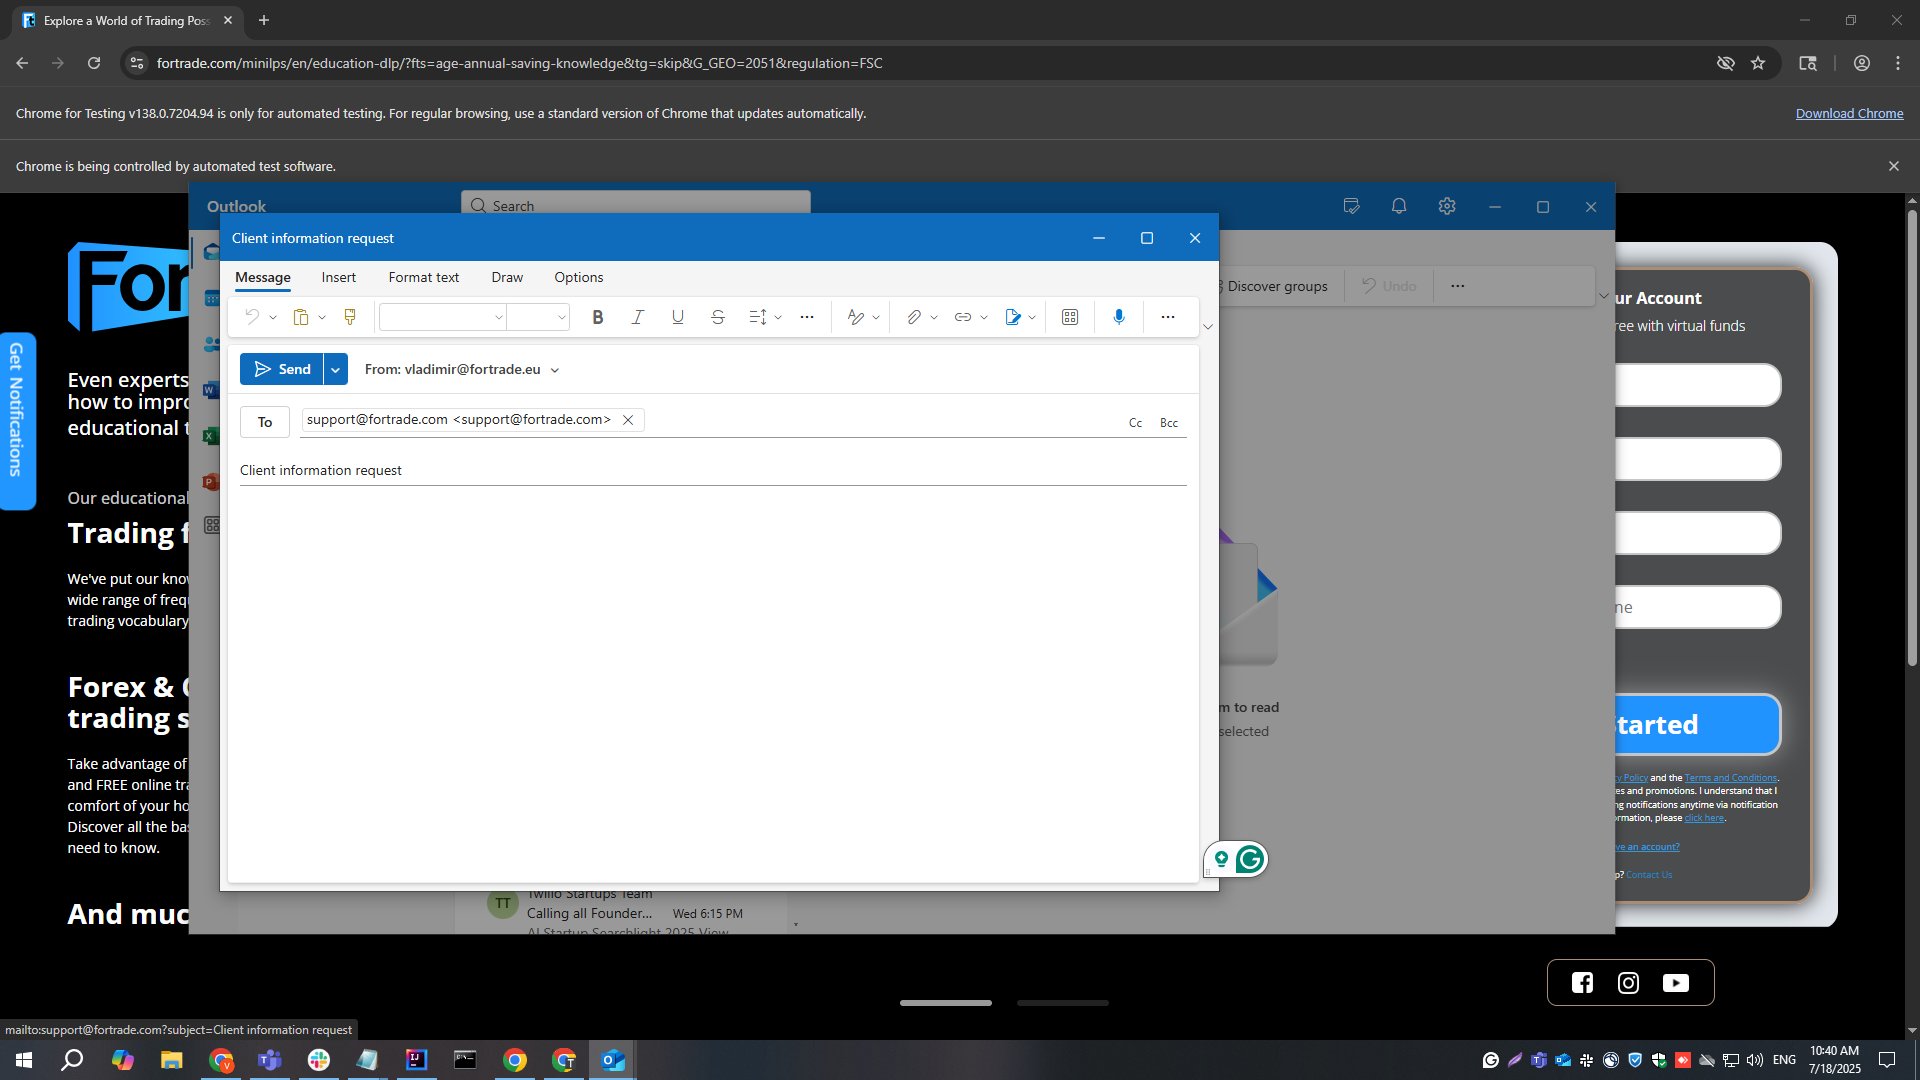 Explore a World of Trading Pos
fortrade.com/minilps/en/education-dlp/?fts=age-annual-saving-knowledge&tg=skip&G_GEO=2051&regulation=FSC
Chrome for Testing v138.0.7204.94 is only for automated testing. For regular browsing, use a standard version of Chrome that updates automatically.
Download Chrome
Chrome is being controlled by automated test software.
Outlook
Search
Client information request
Message Insert Format text Draw Options
Discover groups
Undo
Send
From: vladimir@fortrade.eu
To
support@fortrade.com <support@fortrade.com>
Cc Bcc
Client information request
For
Get Notifications
Even experts
how to impro
educational t
Our educational
Trading f
We've put our know
wide range of frequ
trading vocabulary
Forex & C
trading s
Take advantage of
and FREE online tra
comfort of your ho
Discover all the bas
need to know.
And muc
m to read
selected
TT
Twilio Startups Team
Calling all Founder... Wed 6:15 PM
AI Startup Searchlight 2025 View
ur Account
ree with virtual funds
ne
tarted
cy Policy and the Terms and Conditions.
es and promotions. I understand that I
ng notifications anytime via notification
ormation, please click here.
ve an account?
p? Contact Us
mailto:support@fortrade.com?subject=Client information request
ENG
10:40 AM
7/18/2025